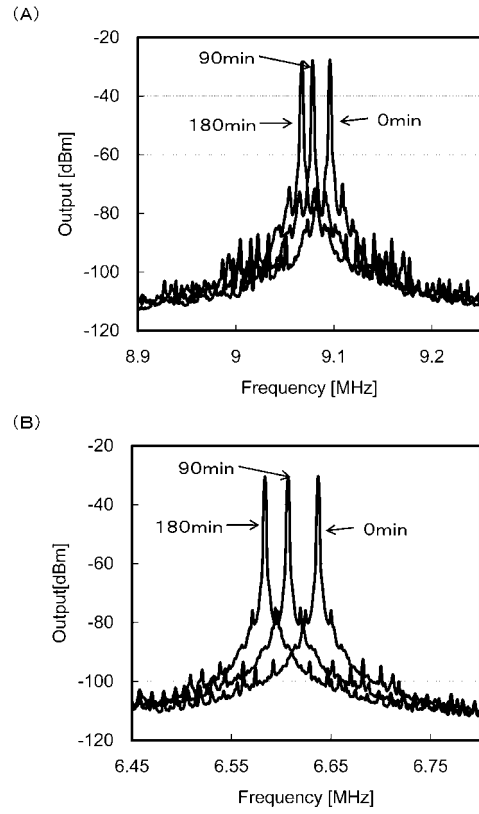 (A)
-20
-40
-60
-80
-100
-120
Output [dBm]
90min
180min
0min
8.9
9
9.1
9.2
Frequency [MHz]
(B)
-20
-40
-60
-80
-100
-120
Output[dBm]
90min
180min
0min
6.45
6.55
6.65
6.75
Frequency [MHz]